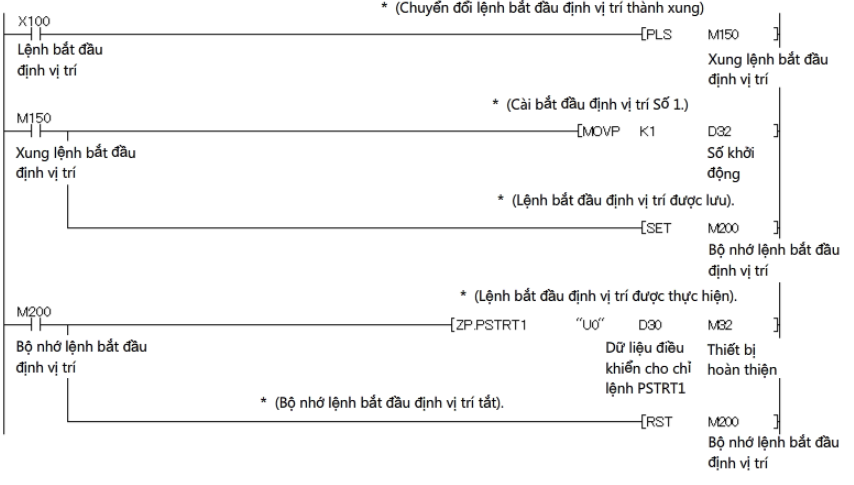 * (Chuyển đổi lệnh bắt đầu định vị trí thành xung)
X100
[PLS M150 ]
Lệnh bắt đầu
định vị trí
Xung lệnh bắt đầu
định vị trí
* (Cài bắt đầu định vị trí Số 1.)
M150
[MOVP K1 D32 ]
Xung lệnh bắt đầu
định vị trí
Số khởi
động
* (Lệnh bắt đầu định vị trí được lưu).
[SET M200 ]
Bộ nhớ lệnh bắt đầu
định vị trí
* (Lệnh bắt đầu định vị trí được thực hiện).
M200
[ZP.PSTRT1 "U0" D30 M32 ]
Bộ nhớ lệnh bắt đầu
định vị trí
Dữ liệu điều
khiển cho chỉ
lệnh PSTRT1
Thiết bị
hoàn thiện
* (Bộ nhớ lệnh bắt đầu định vị trí tắt).
[RST M200 ]
Bộ nhớ lệnh bắt đầu
định vị trí